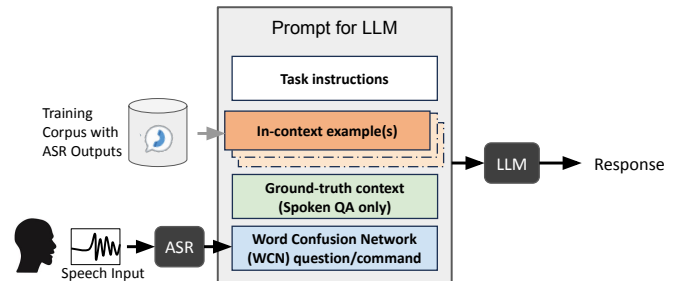 Prompt for LLM
Task instructions
Training
Corpus with
ASR Outputs
In-context example(s)
LLM
Response
Ground-truth context
(Spoken QA only)
ASR
Word Confusion Network
(WCN) question/command
Speech Input